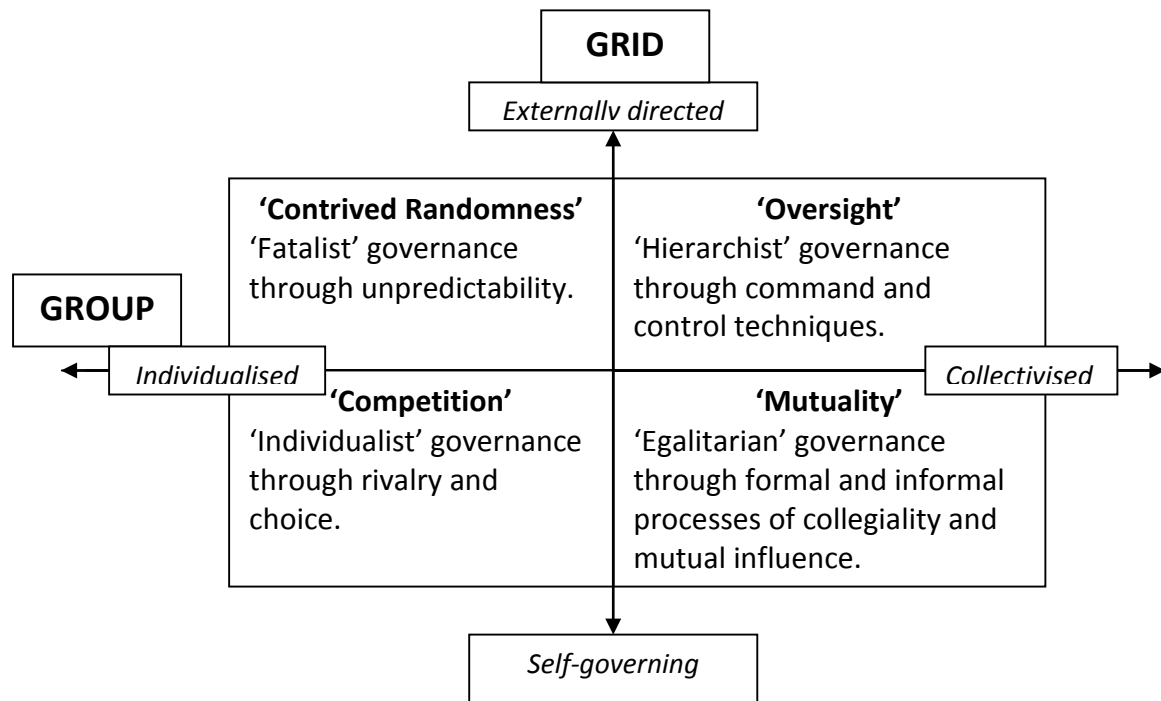 GRID
Externally directed
‘Contrived Randomness’
‘Fatalist’ governance
through unpredictability.
‘Oversight’
‘Hierarchist’ governance
through command and
control techniques.
GROUP
Individualised
Collectivised
‘Competition’
‘Individualist’ governance
through rivalry and
choice.
‘Mutuality’
‘Egalitarian’ governance
through formal and informal
processes of collegiality and
mutual influence.
Self-governing